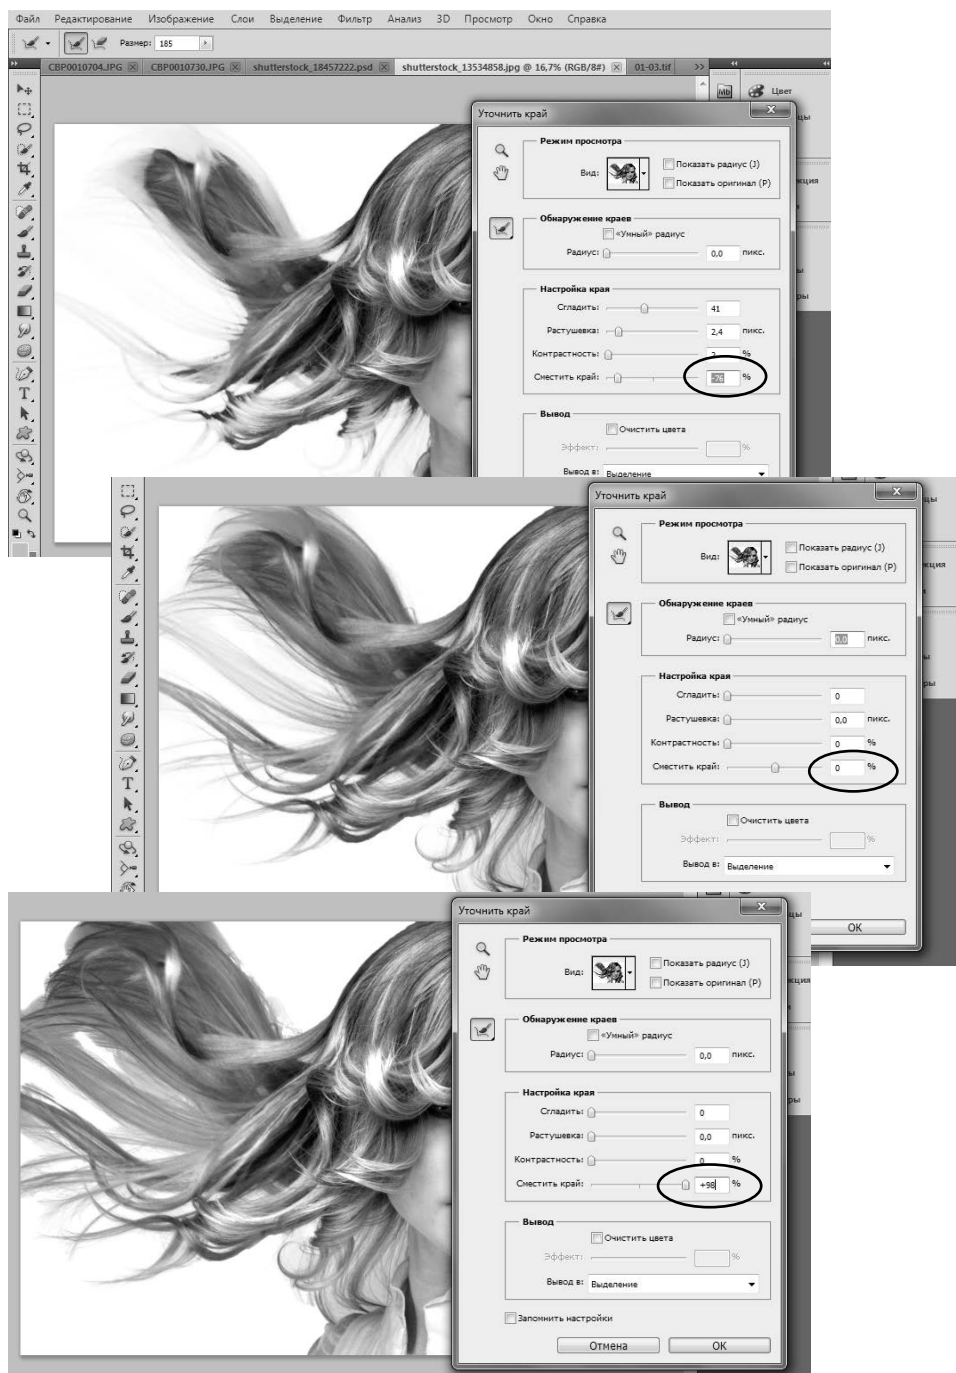 Файл Редактирование Изображение Слои Выделение Фильтр Анализ 3D Просмотр Окно Справка
Размер: 185
CBP0010704.JPG CBP0010730.JPG shutterstock_18457222.psd shutterstock_13534858.jpg @ 16,7% (RGB/8#) 01-03.tif >>
Mb Цвет
Уточнить край
Режим просмотра
Вид:
Показать радиус (J)
Показать оригинал (P)
Обнаружение краев
«Умный» радиус
Радиус: 0,0 пикс.
Настройка края
Сгладить: 41
Растушевка: 2,4 пикс.
Контрастность: %
Сместить край: -76 %
Вывод
Очистить цвета
Эффект: %
Вывод в: Выделение
Уточнить край
Режим просмотра
Вид:
Показать радиус (J)
Показать оригинал (P)
Обнаружение краев
«Умный» радиус
Радиус: 0,0 пикс.
Настройка края
Сгладить: 0
Растушевка: 0,0 пикс.
Контрастность: 0 %
Сместить край: 0 %
Вывод
Очистить цвета
Эффект: %
Вывод в: Выделение
OK
Уточнить край
Режим просмотра
Вид:
Показать радиус (J)
Показать оригинал (P)
Обнаружение краев
«Умный» радиус
Радиус: 0,0 пикс.
Настройка края
Сгладить: 0
Растушевка: 0,0 пикс.
Контрастность: 0 %
Сместить край: +98 %
Вывод
Очистить цвета
Эффект: %
Вывод в: Выделение
Запомнить настройки
Отмена OK